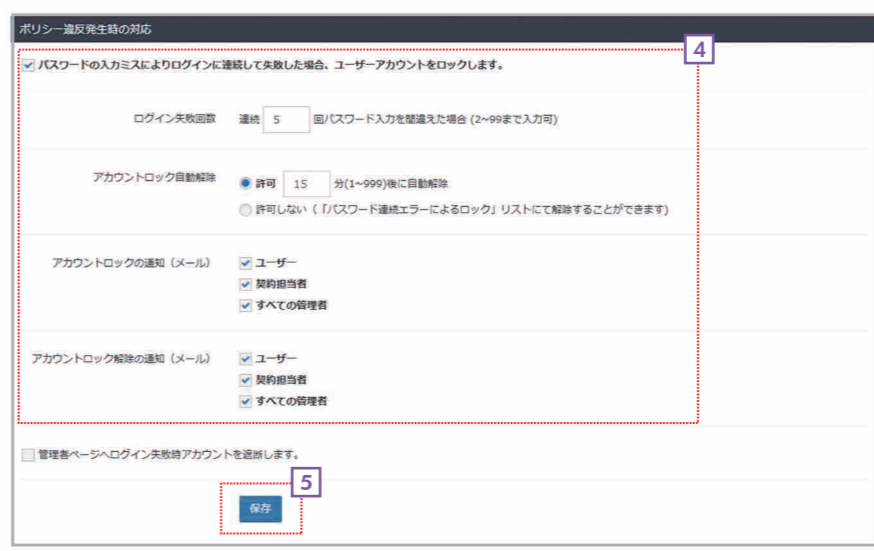 ポリシー違反発生時の対応
4
パスワードの入力ミスによりログインに連続して失敗した場合、ユーザーアカウントをロックします。
ログイン失敗回数 連続 5 回パスワード入力を間違えた場合 (2~99まで入力可)
アカウントロック自動解除 許可 15 分(1~999)後に自動解除
許可しない (「パスワード連続エラーによるロック」リストにて解除することができます)
アカウントロックの通知 (メール) ユーザー
契約担当者
すべての管理者
アカウントロック解除の通知 (メール) ユーザー
契約担当者
すべての管理者
管理者ページへログイン失敗時アカウントを遮断します。
5
保存